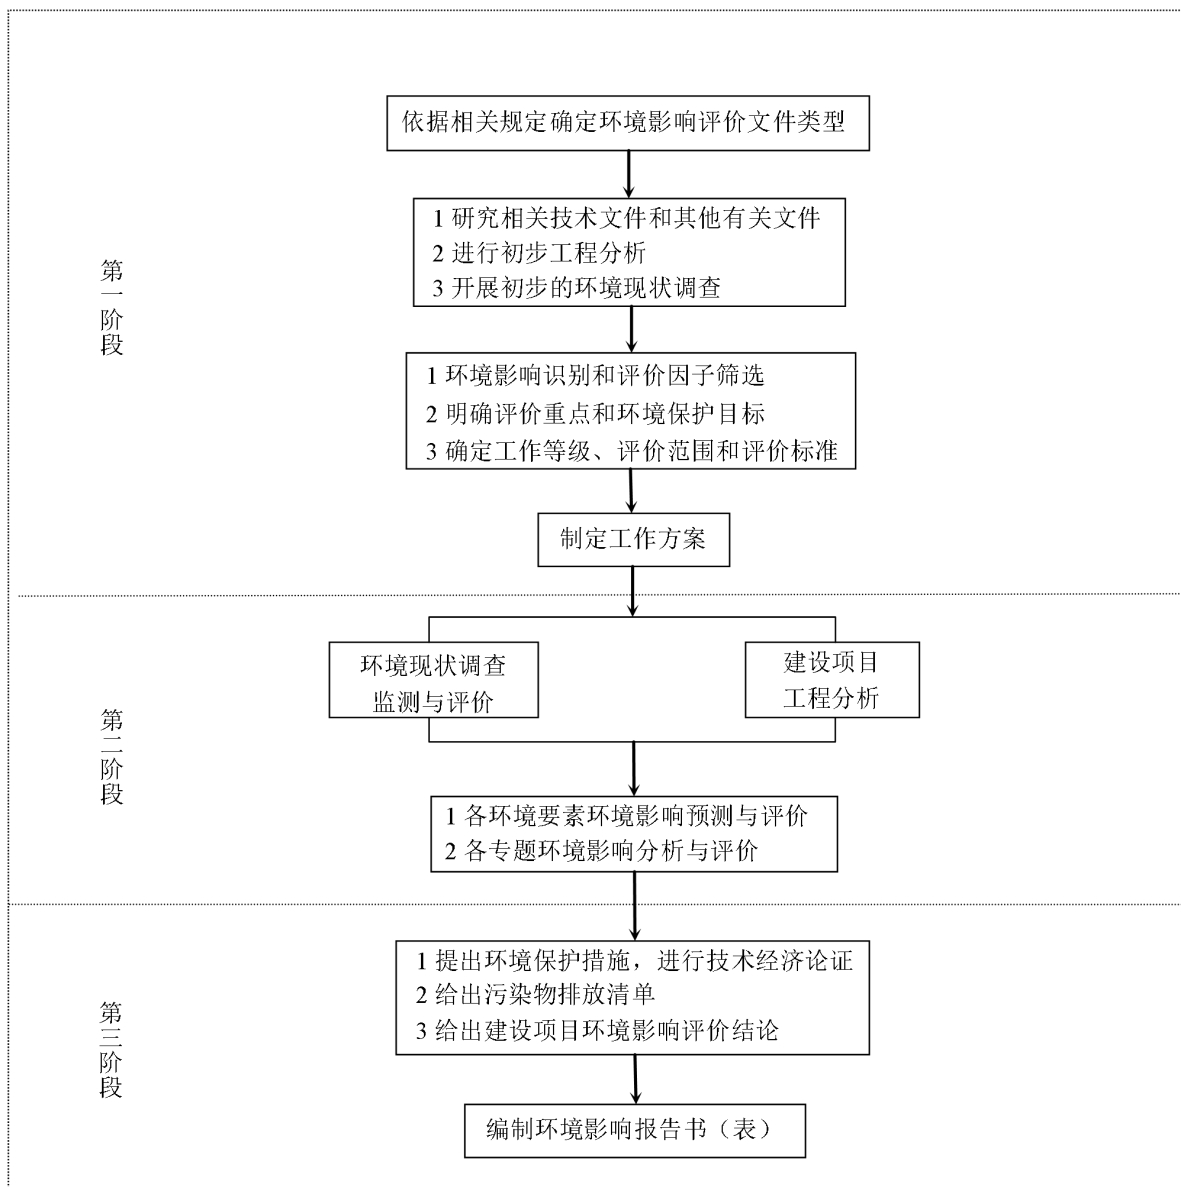 依据相关规定确定环境影响评价文件类型
1 研究相关技术文件和其他有关文件
2 进行初步工程分析
3 开展初步的环境现状调查
第一阶段
1 环境影响识别和评价因子筛选
2 明确评价重点和环境保护目标
3 确定工作等级、评价范围和评价标准
制定工作方案
环境现状调查
监测与评价
建设项目
工程分析
第二阶段
1 各环境要素环境影响预测与评价
2 各专题环境影响分析与评价
1 提出环境保护措施，进行技术经济论证
2 给出污染物排放清单
3 给出建设项目环境影响评价结论
第三阶段
编制环境影响报告书（表）